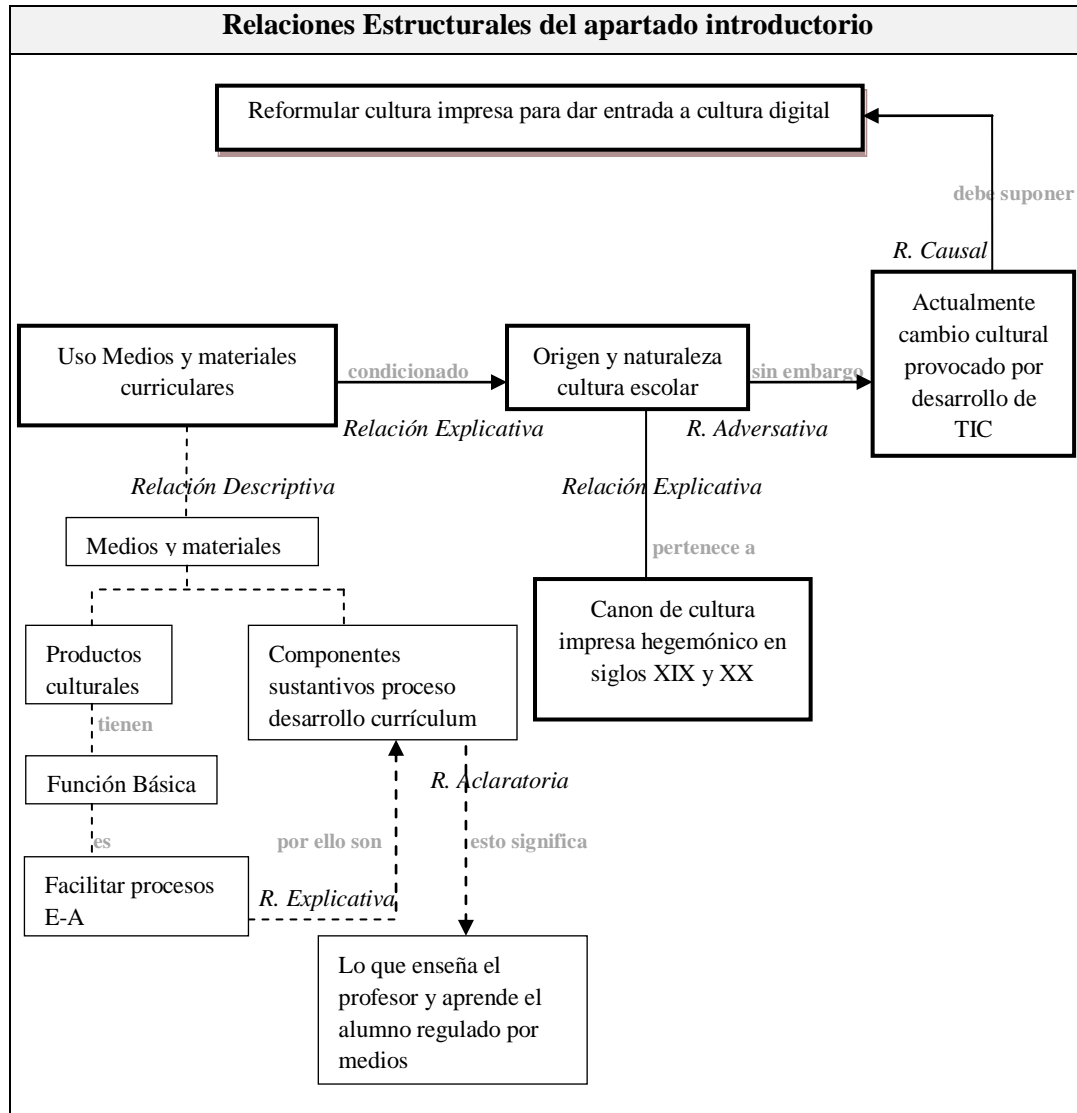 Relaciones Estructurales del apartado introductorio
Reformular cultura impresa para dar entrada a cultura digital
debe suponer
R. Causal
Actualmente
cambio cultural
provocado por
desarrollo de
TIC
Uso Medios y materiales
curriculares
condicionado
Relación Explicativa
Origen y naturaleza
cultura escolar
sin embargo
R. Adversativa
Relación Descriptiva
Relación Explicativa
Medios y materiales
pertenece a
Canon de cultura
impresa hegemónico en
siglos XIX y XX
Productos
culturales
Componentes
sustantivos proceso
desarrollo currículum
tienen
Función Básica
R. Aclaratoria
es
por ello son
esto significa
Facilitar procesos
E-A
R. Explicativa
Lo que enseña el
profesor y aprende el
alumno regulado por
medios